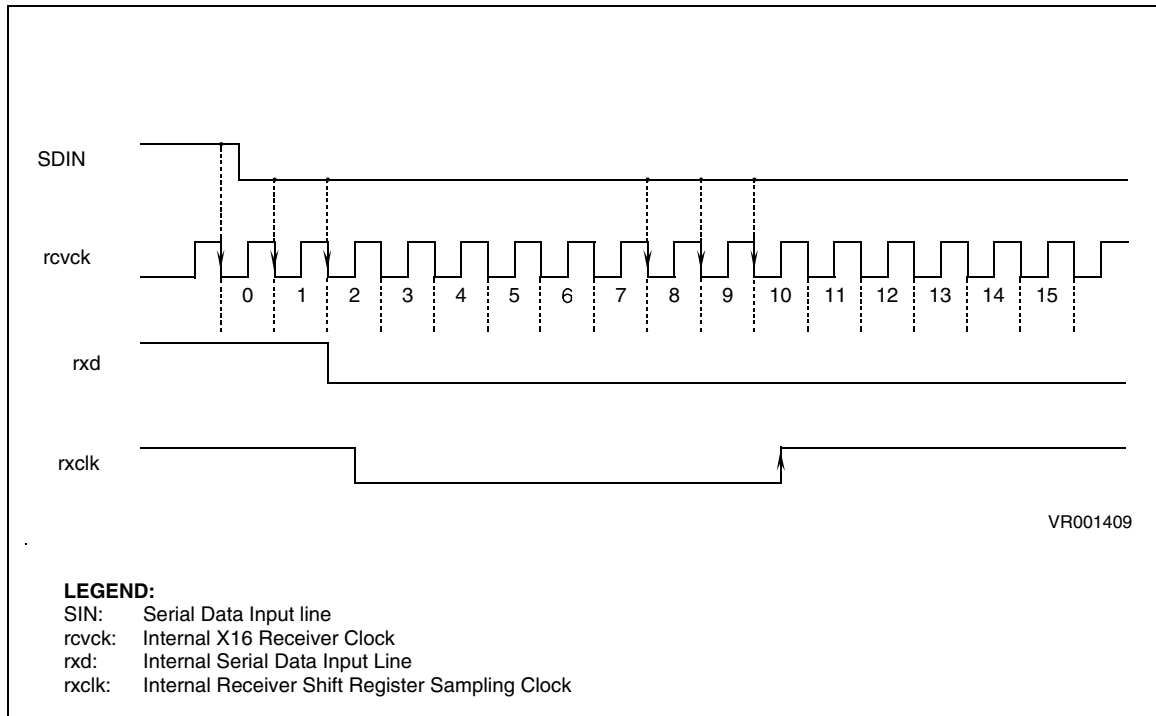 SDIN
rcvck
0 1 2 3 4 5 6 7 8 9 10 11 12 13 14 15
rxd
rxclk
VR001409
LEGEND:
SIN: Serial Data Input line
rcvck: Internal X16 Receiver Clock
rxd: Internal Serial Data Input Line
rxclk: Internal Receiver Shift Register Sampling Clock